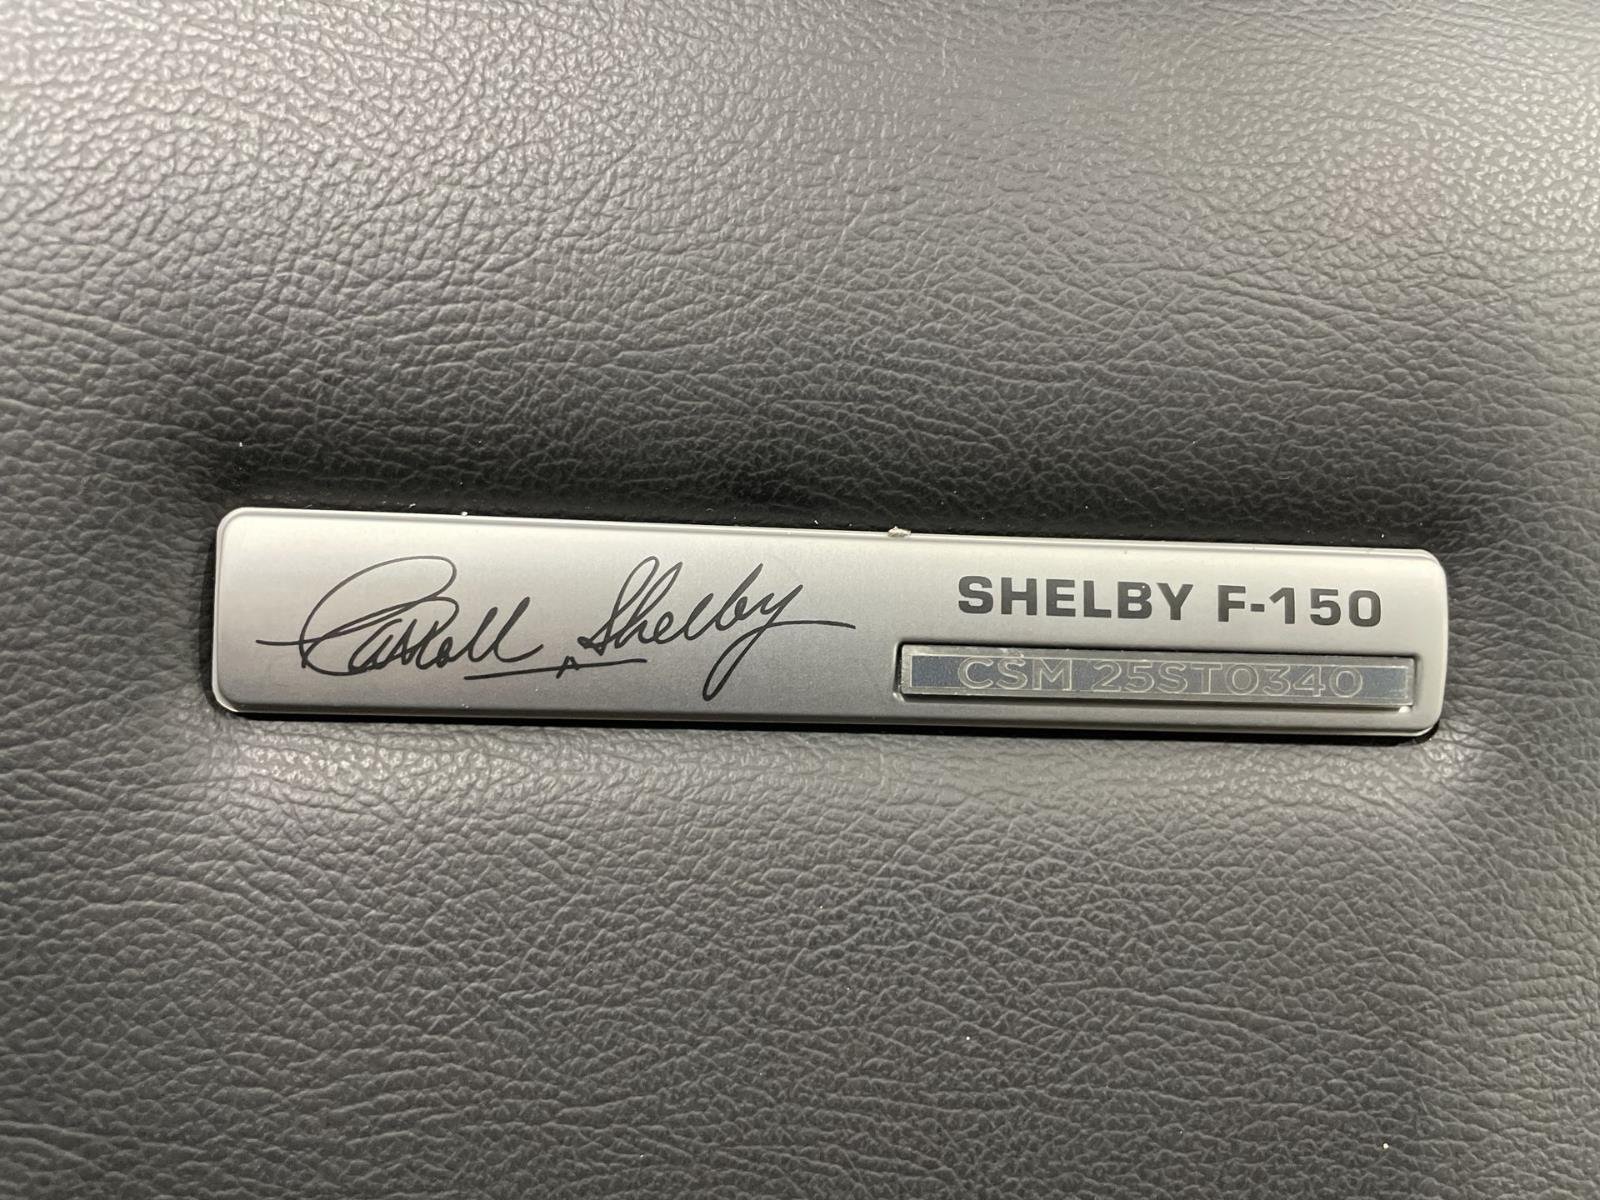 Carroll Shelby
SHELBY F-150
CSM 25ST0340